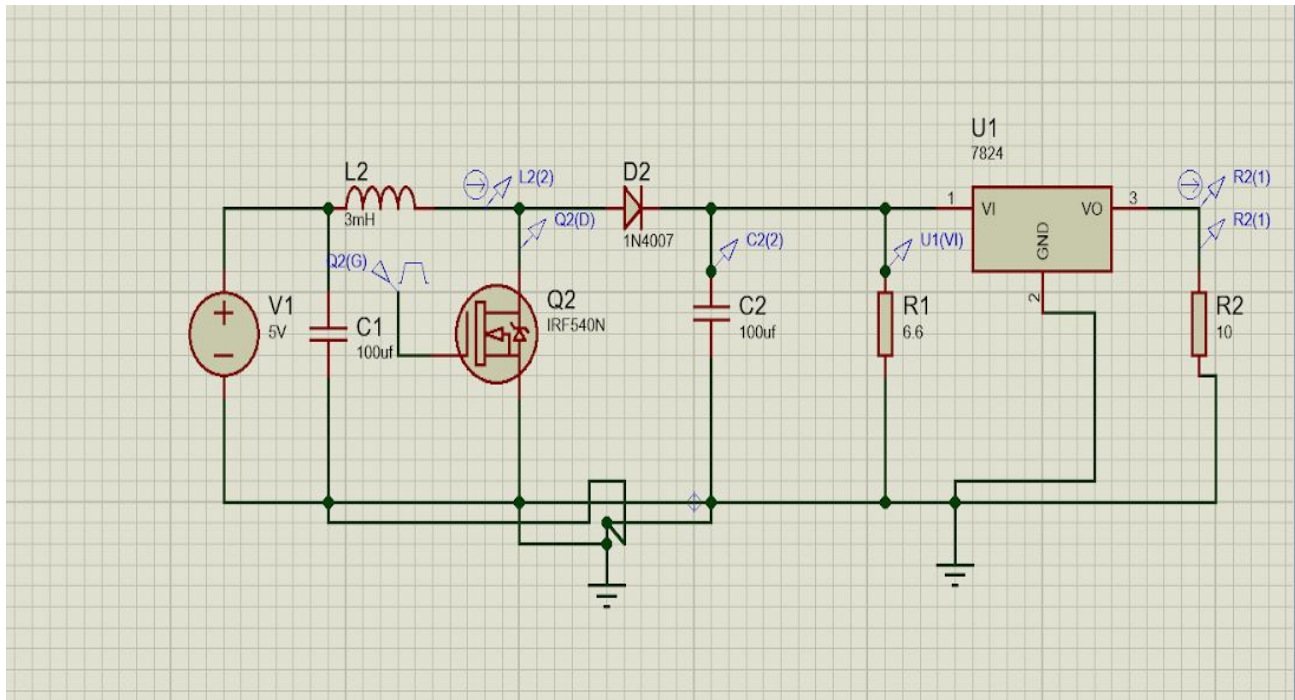 U1
7824
L2
3mH
L2(2)
D2
1N4007
1
VI
VO
3
GND
2
R2(1)
R2(1)
Q2(D)
C2(2)
U1(VI)
Q2(G)
V1
5V
C1
100uf
Q2
IRF540N
C2
100uf
R1
6.6
R2
10